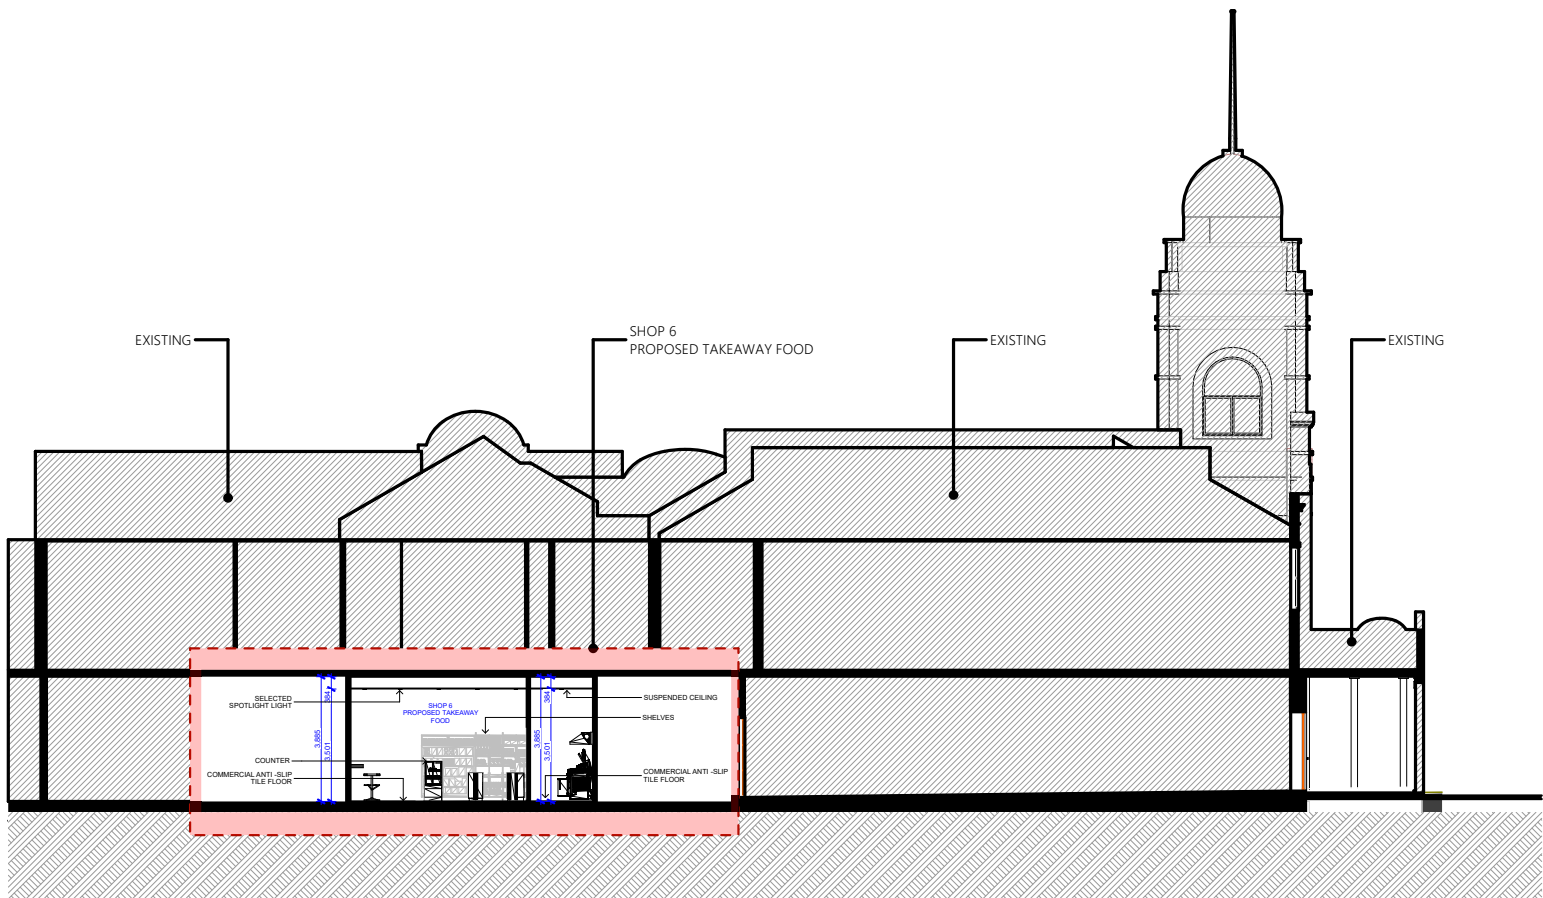 EXISTING
SHOP 6
PROPOSED TAKEAWAY FOOD
EXISTING
EXISTING
SELECTED
SPOTLIGHT LIGHT
384
SHOP 6
PROPOSED TAKEAWAY
FOOD
384
SUSPENDED CEILING
SHELVES
3,885
3,501
3,885
3,501
COUNTER
COMMERCIAL ANTI -SLIP
TILE FLOOR
COMMERCIAL ANTI -SLIP
TILE FLOOR